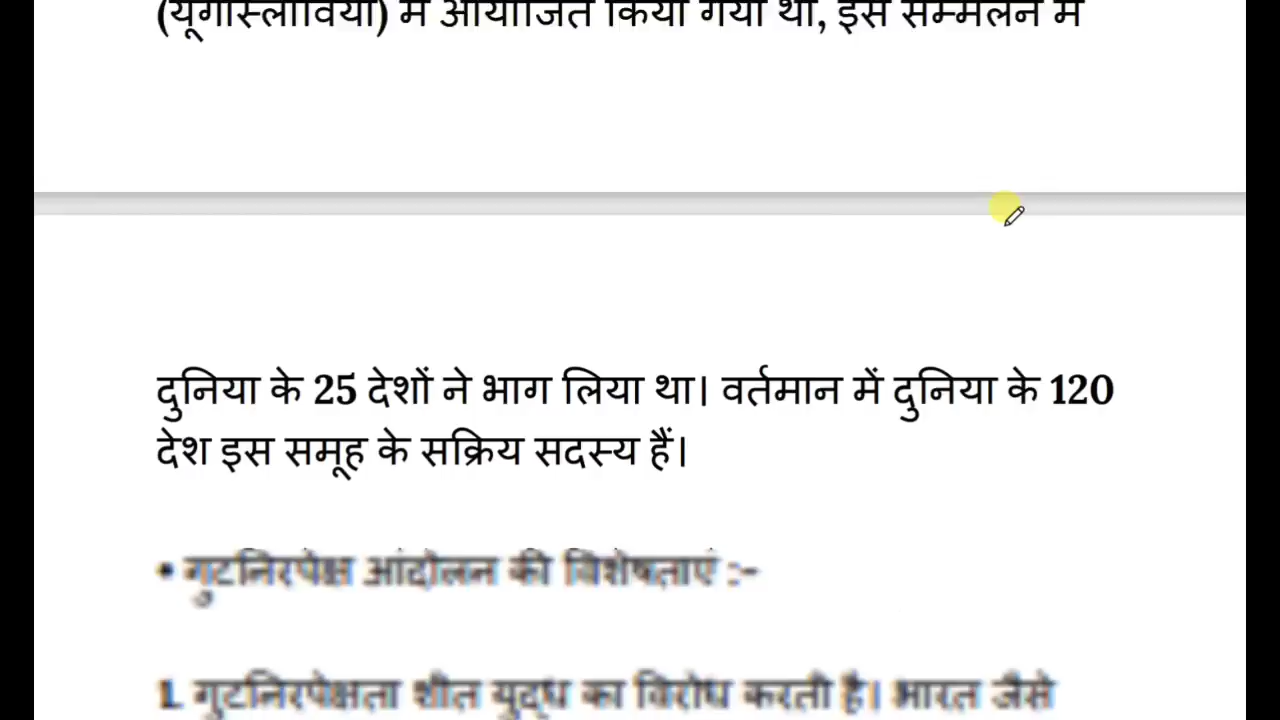 (यूगोस्लाविया) में आयोजित किया गया था, इस सम्मेलन में
दुनिया के 25 देशों ने भाग लिया था। वर्तमान में दुनिया के 120
देश इस समूह के सक्रिय सदस्य हैं।
• गुटनिरपेक्ष आंदोलन की विशेषताएं :-
1. गुटनिरपेक्षता शीत युद्ध का विरोध करती है। भारत जैसे